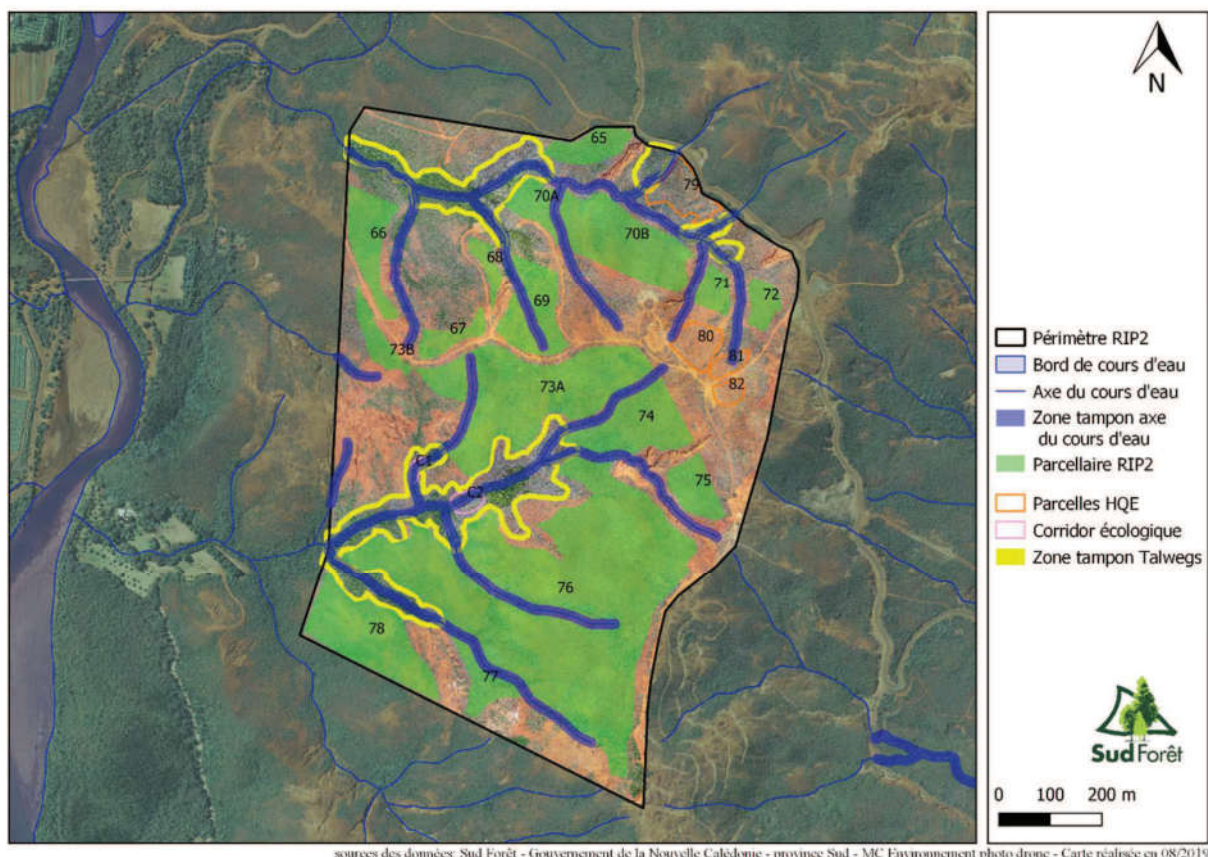 65
79
70A
70B
66
68
71
72
69
67
80
73B
81
73A
82
74
C1
75
C2
76
78
77
N
Périmètre RIP2
Bord de cours d'eau
Axe du cours d'eau
Zone tampon axe
du cours d'eau
Parcellaire RIP2
Parcelles HQE
Corridor écologique
Zone tampon Talwegs
Sud Forêt
0 100 200 m
sources des données: Sud Forêt - Gouvernement de la Nouvelle Calédonie - province Sud - MC Environnement photo drone - Carte réalisée en 08/2019